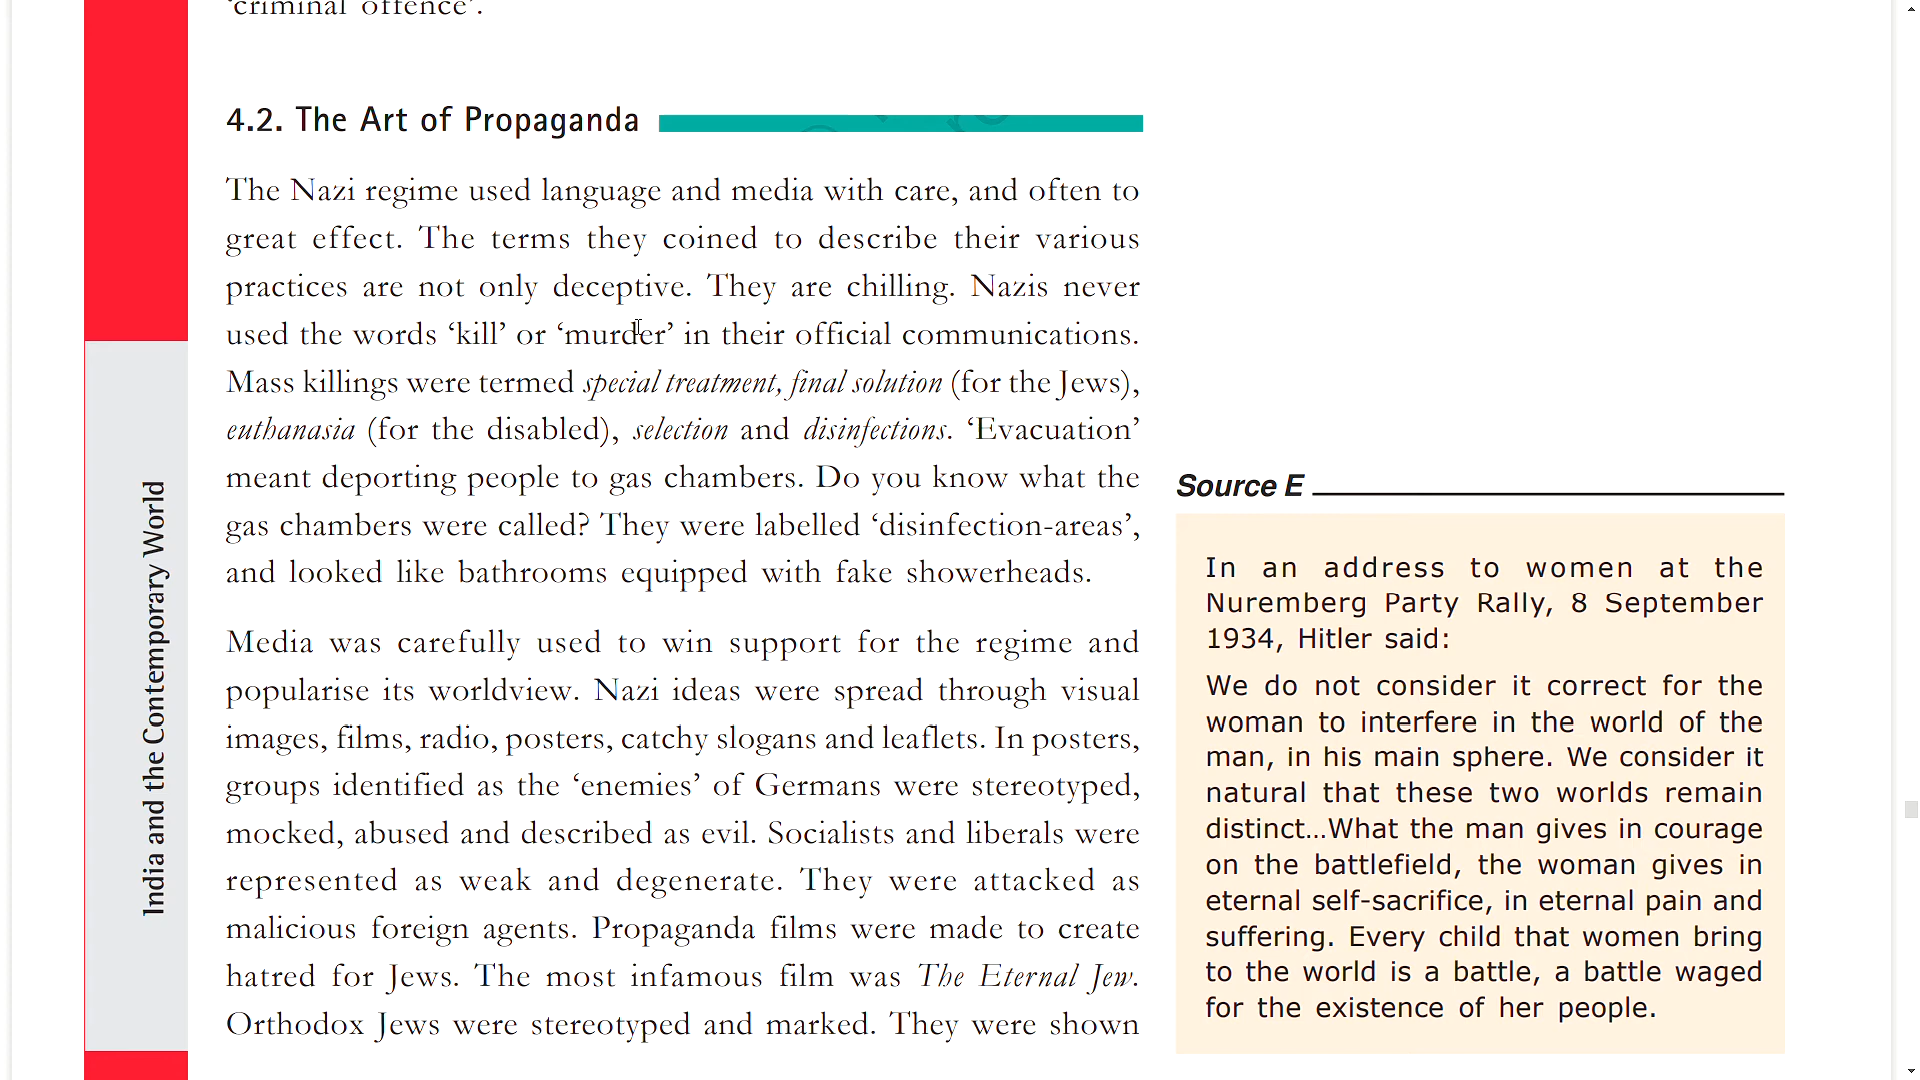 ‘criminal offence’.
4.2. The Art of Propaganda
The Nazi regime used language and media with care, and often to
great effect. The terms they coined to describe their various
practices are not only deceptive. They are chilling. Nazis never
used the words ‘kill’ or ‘murder’ in their official communications.
Mass killings were termed special treatment, final solution (for the Jews),
euthanasia (for the disabled), selection and disinfections. ‘Evacuation’
meant deporting people to gas chambers. Do you know what the
gas chambers were called? They were labelled ‘disinfection-areas’,
and looked like bathrooms equipped with fake showerheads.
Media was carefully used to win support for the regime and
popularise its worldview. Nazi ideas were spread through visual
images, films, radio, posters, catchy slogans and leaflets. In posters,
groups identified as the ‘enemies’ of Germans were stereotyped,
mocked, abused and described as evil. Socialists and liberals were
represented as weak and degenerate. They were attacked as
malicious foreign agents. Propaganda films were made to create
hatred for Jews. The most infamous film was The Eternal Jew.
Orthodox Jews were stereotyped and marked. They were shown
Source E
In an address to women at the
Nuremberg Party Rally, 8 September
1934, Hitler said:
We do not consider it correct for the
woman to interfere in the world of the
man, in his main sphere. We consider it
natural that these two worlds remain
distinct...What the man gives in courage
on the battlefield, the woman gives in
eternal self-sacrifice, in eternal pain and
suffering. Every child that women bring
to the world is a battle, a battle waged
for the existence of her people.
India and the Contemporary World